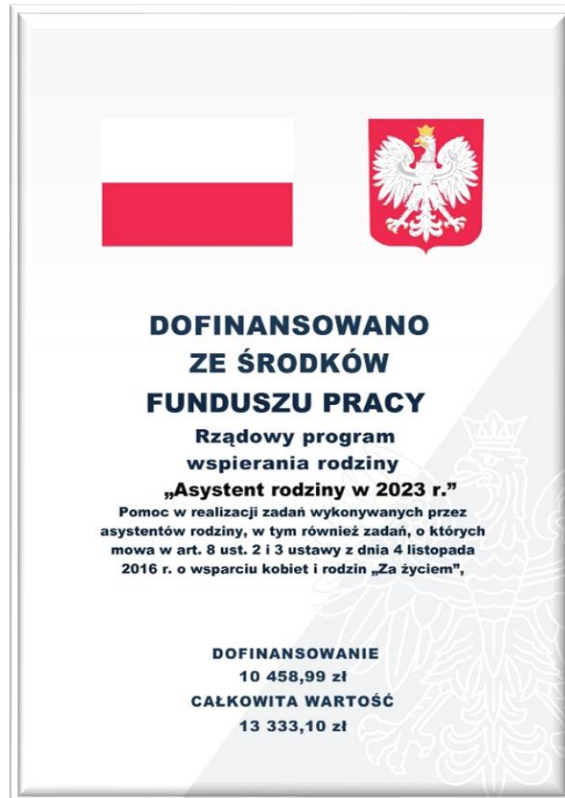 DOFINANSOWANO
ZE ŚRODKÓW
FUNDUSZU PRACY
Rządowy program
wspierania rodziny
„Asystent rodziny w 2023 r.”
Pomoc w realizacji zadań wykonywanych przez
asystentów rodziny, w tym również zadań, o których
mowa w art. 8 ust. 2 i 3 ustawy z dnia 4 listopada
2016 r. o wsparciu kobiet i rodzin „Za życiem”,
DOFINANSOWANIE
10 458,99 zł
CAŁKOWITA WARTOŚĆ
13 333,10 zł